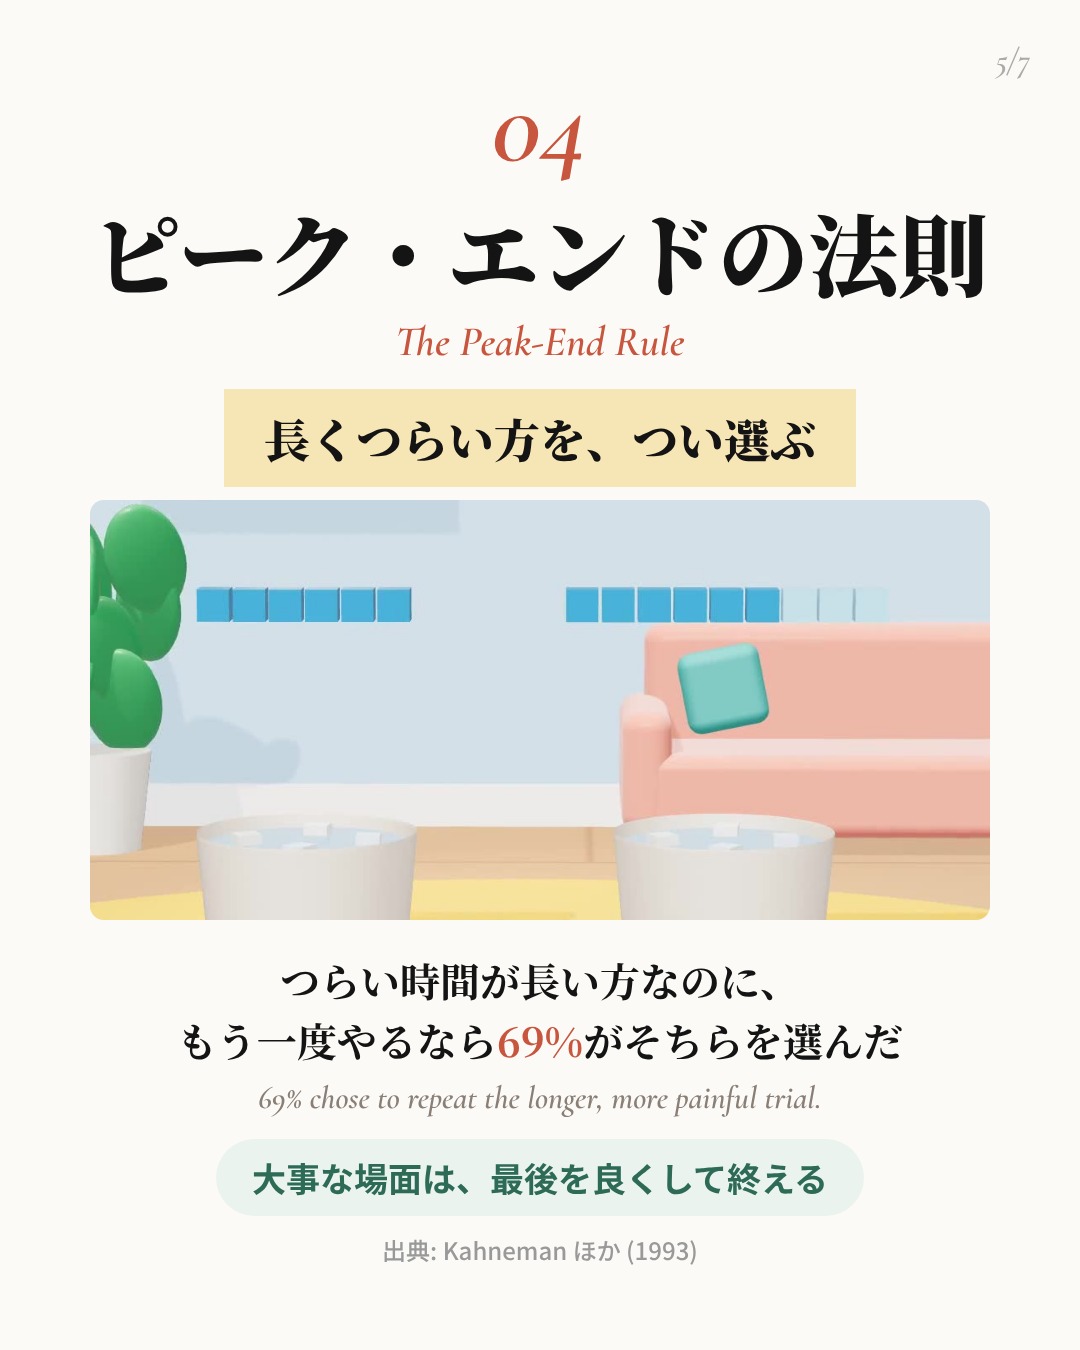 5/7
04
ピーク・エンドの法則
The Peak-End Rule
長くつらい方を、つい選ぶ
つらい時間が長い方なのに、
もう一度やるなら69%がそちらを選んだ
69% chose to repeat the longer, more painful trial.
大事な場面は、最後を良くして終える
出典: Kahneman ほか (1993)